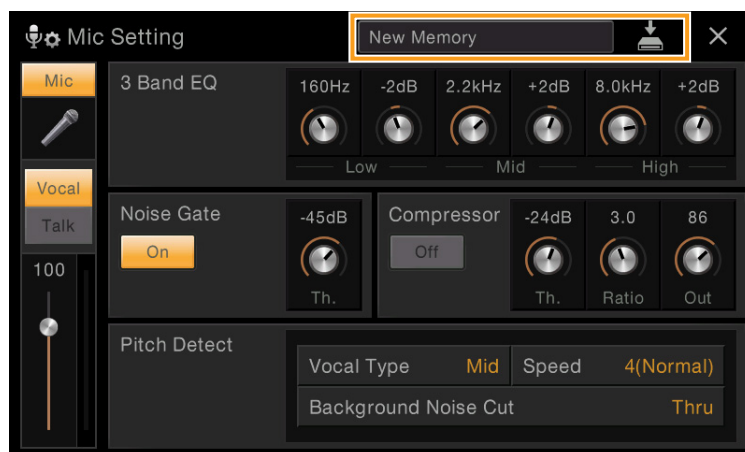 Mic Setting
New Memory
Mic
3 Band EQ
160Hz -2dB 2.2kHz +2dB 8.0kHz +2dB
Low Mid High
Vocal
Talk
Noise Gate
On
-45dB
Th.
Compressor
Off
-24dB 3.0 86
Th. Ratio Out
100
Pitch Detect
Vocal Type Mid Speed 4(Normal)
Background Noise Cut Thru